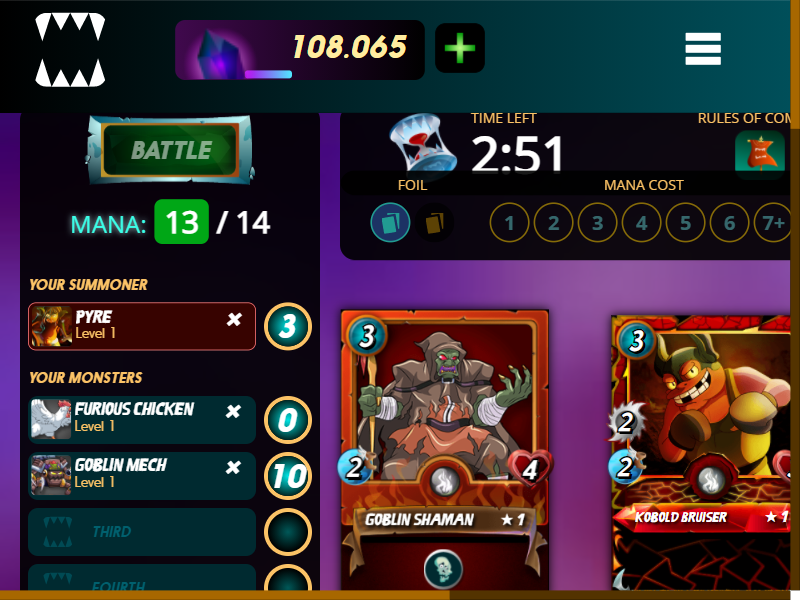 108.065
BATTLE
MANA: 13 / 14
YOUR SUMMONER
PYRE
Level 1
3
YOUR MONSTERS
FURIOUS CHICKEN
Level 1
0
GOBLIN MECH
Level 1
10
THIRD
FOURTH
TIME LEFT
2:51
RULES OF COM
FOIL
MANA COST
1 2 3 4 5 6 7+
3
2
4
GOBLIN SHAMAN ★ 1
3
2
2
KOBOLD BRUISER ★ 1